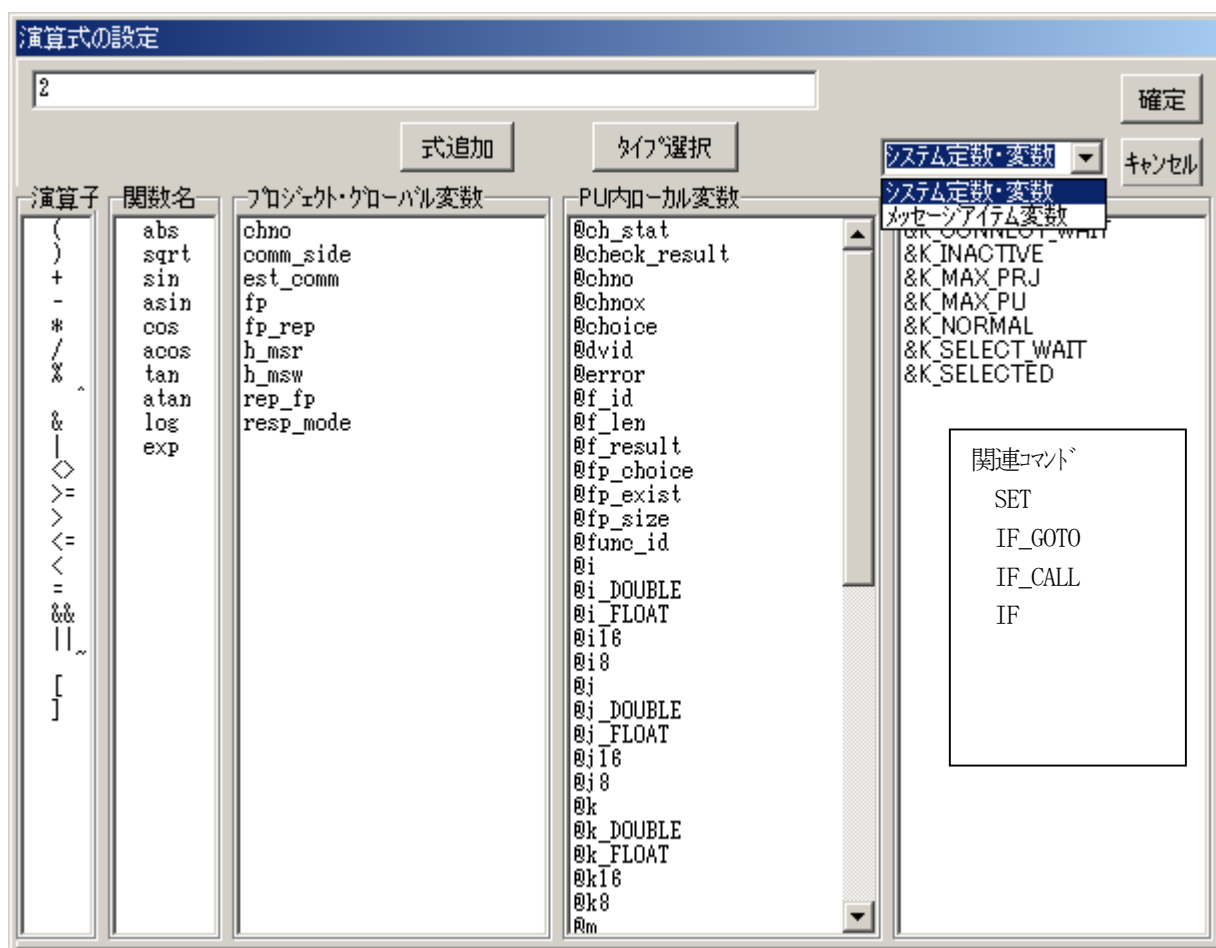 演算式の設定
2
確定
式追加
ﾀｲﾌﾟ選択
システム定数・変数
キャンセル
システム定数・変数
メッセージアイテム変数
演算子
(
)
+
-
*
/
%
^
&
|
<>
>=
>
<=
<
=
&&
||
~
[
]
関数名
abs
sqrt
sin
asin
cos
acos
tan
atan
log
exp
ﾌﾟﾛｼﾞｪｸﾄ・ｸﾞﾛｰﾊﾞﾙ変数
chno
comm_side
est_comm
fp
fp_rep
h_msr
h_msw
rep_fp
resp_mode
PU内ﾛｰｶﾙ変数
@ch_stat
@check_result
@chno
@chnox
@choice
@dvid
@error
@f_id
@f_len
@f_result
@fp_choice
@fp_exist
@fp_size
@func_id
@i
@i_DOUBLE
@i_FLOAT
@i16
@i8
@j
@j_DOUBLE
@j_FLOAT
@j16
@j8
@k
@k_DOUBLE
@k_FLOAT
@k16
@k8
@m
&K_CONNECT_WAIT
&K_INACTIVE
&K_MAX_PRJ
&K_MAX_PU
&K_NORMAL
&K_SELECT_WAIT
&K_SELECTED
関連ｺﾏﾝﾄﾞ
SET
IF_GOTO
IF_CALL
IF